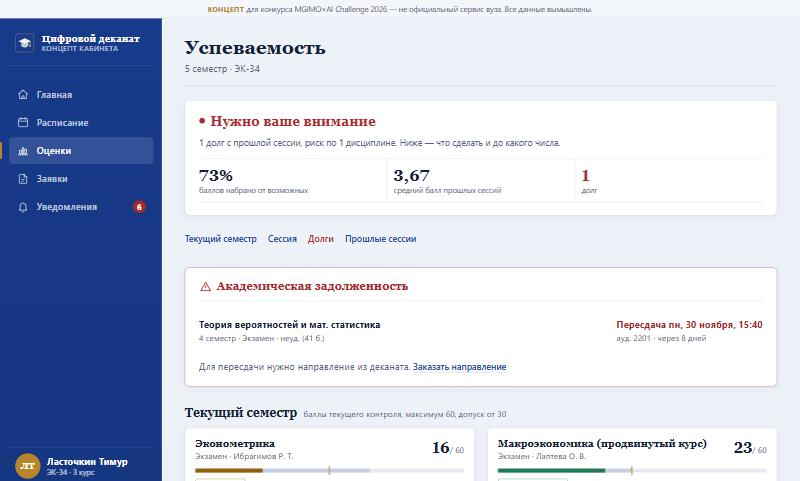 КОНЦЕПТ для конкурса MGIMO×AI Challenge 2026 — не официальный сервис вуза. Все данные вымышлены.
Цифровой деканат
КОНЦЕПТ КАБИНЕТА
Главная
Расписание
Оценки
Заявки
Уведомления 6
ЛТ
Ласточкин Тимур
ЭК-34 · 3 курс
Успеваемость
5 семестр · ЭК-34
Нужно ваше внимание
1 долг с прошлой сессии, риск по 1 дисциплине. Ниже — что сделать и до какого числа.
73%
баллов набрано от возможных
3,67
средний балл прошлых сессий
1
долг
Текущий семестр Сессия Долги Прошлые сессии
Академическая задолженность
Теория вероятностей и мат. статистика
4 семестр · Экзамен · неуд. (41 б.)
Пересдача пн, 30 ноября, 15:40
ауд. 2201 · через 8 дней
Для пересдачи нужно направление из деканата. Заказать направление
Текущий семестр баллы текущего контроля, максимум 60, допуск от 30
Эконометрика
Экзамен · Ибрагимов Р. Т.
16 / 60
Макроэкономика (продвинутый курс)
Экзамен · Лаптева О. В.
23 / 60